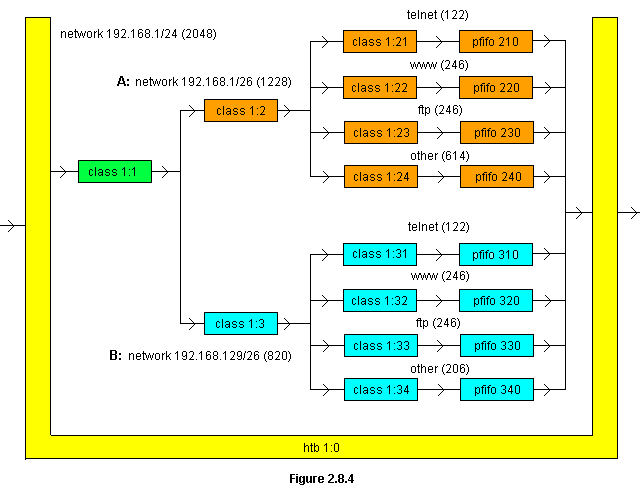 telnet (122)
network 192.168.1/24 (2048)
class 1:21
pfifo 210
www (246)
A: network 192.168.1/26 (1228)
class 1:22
pfifo 220
ftp (246)
class 1:2
class 1:23
pfifo 230
other (614)
class 1:1
class 1:24
pfifo 240
telnet (122)
class 1:31
pfifo 310
www (246)
class 1:32
pfifo 320
ftp (246)
class 1:3
class 1:33
pfifo 330
B: network 192.168.129/26 (820)
other (206)
class 1:34
pfifo 340
htb 1:0
Figure 2.8.4